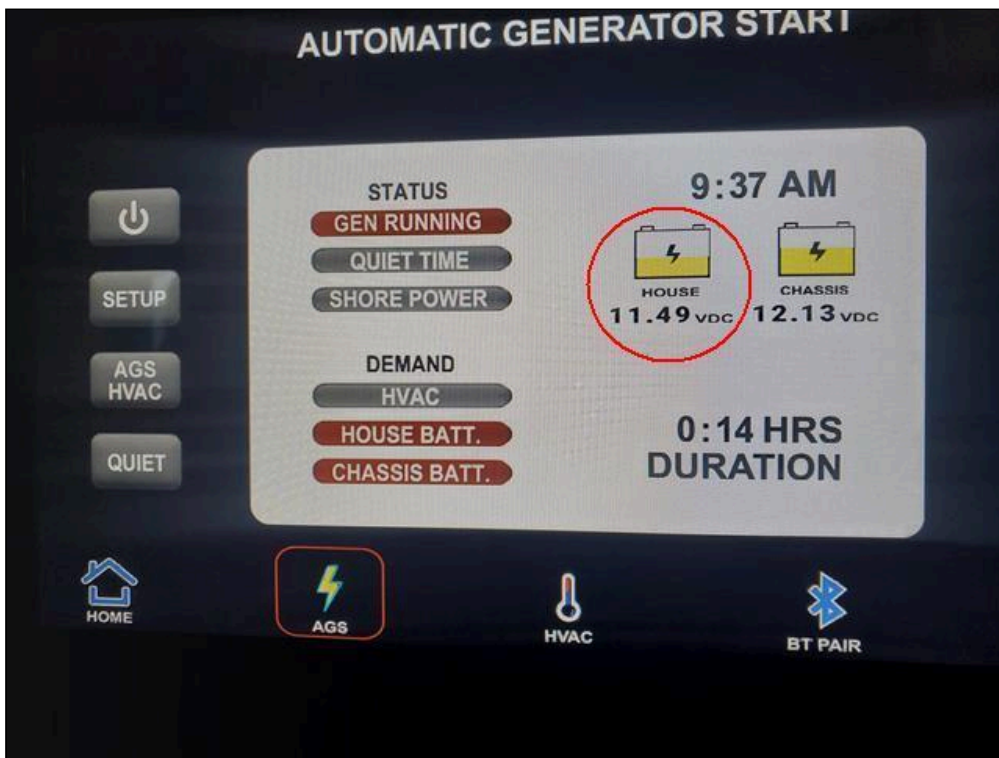 AUTOMATIC GENERATOR START
STATUS
GEN RUNNING
QUIET TIME
SHORE POWER
DEMAND
HVAC
HOUSE BATT.
CHASSIS BATT.
9:37 AM
HOUSE
11.49 VDC
CHASSIS
12.13 VDC
0:14 HRS
DURATION
SETUP
AGS
HVAC
QUIET
HOME
AGS
HVAC
BT PAIR